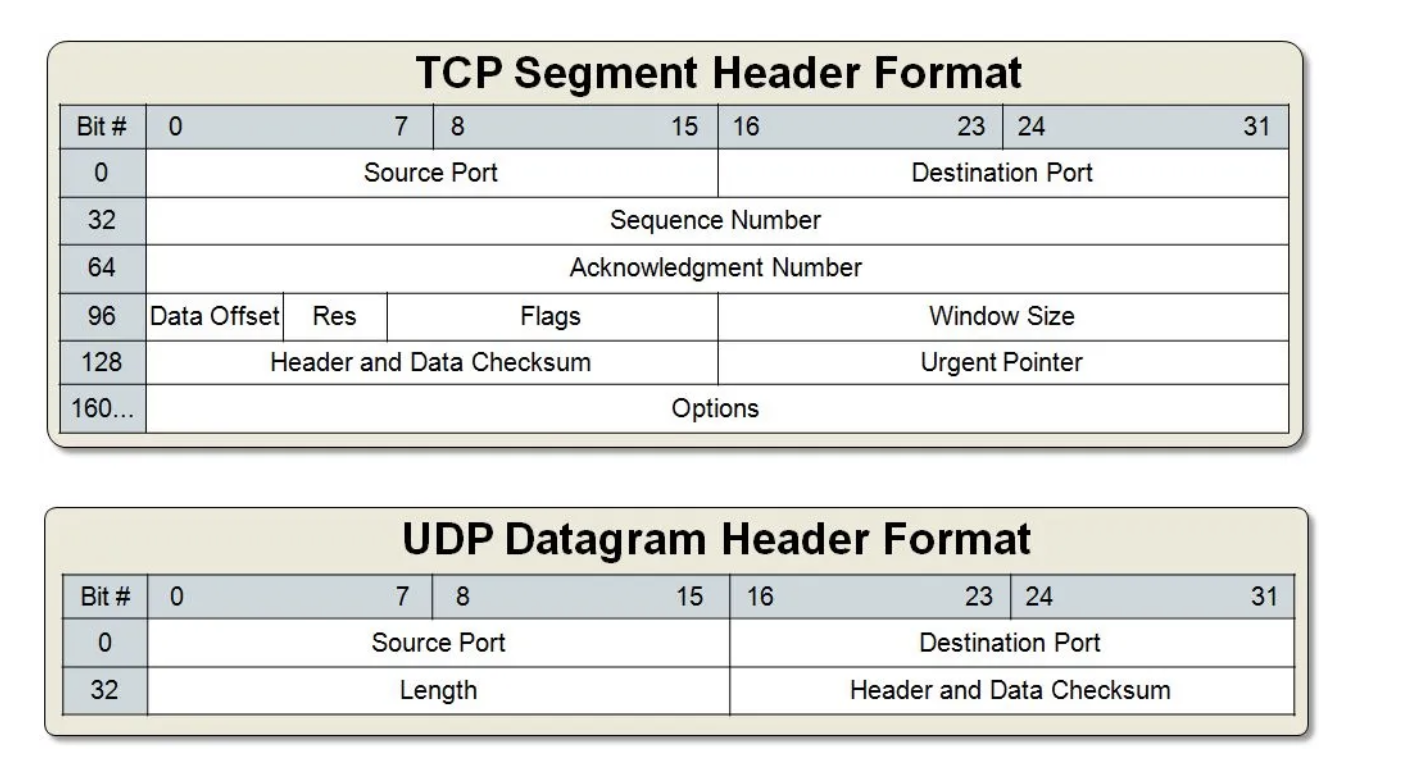 TCP Segment Header Format
Bit # 0 7 8 15 16 23 24 31
0 Source Port Destination Port
32 Sequence Number
64 Acknowledgment Number
96 Data Offset Res Flags Window Size
128 Header and Data Checksum Urgent Pointer
160... Options
UDP Datagram Header Format
Bit # 0 7 8 15 16 23 24 31
0 Source Port Destination Port
32 Length Header and Data Checksum